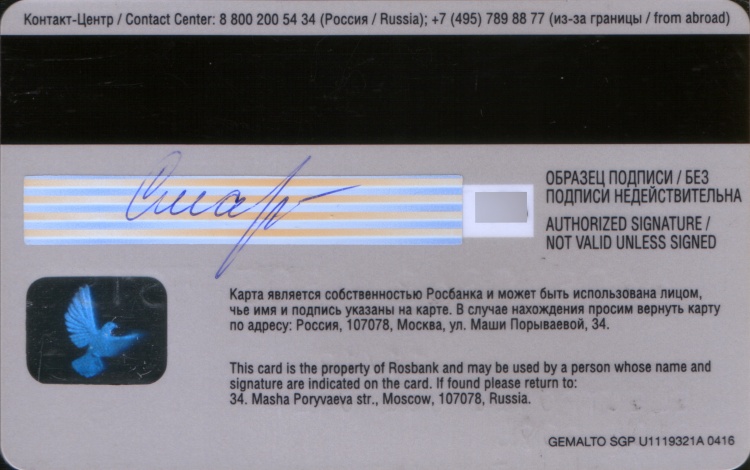 Контакт-Центр / Contact Center: 8 800 200 54 34 (Россия / Russia); +7 (495) 789 88 77 (из-за границы / from abroad)
ОБРАЗЕЦ ПОДПИСИ / БЕЗ
ПОДПИСИ НЕДЕЙСТВИТЕЛЬНА
AUTHORIZED SIGNATURE /
NOT VALID UNLESS SIGNED
Карта является собственностью Росбанка и может быть использована лицом,
чье имя и подпись указаны на карте. В случае нахождения просим вернуть карту
по адресу: Россия, 107078, Москва, ул. Маши Порываевой, 34.
This card is the property of Rosbank and may be used by a person whose name and
signature are indicated on the card. If found please return to:
34. Masha Poryvaeva str., Moscow, 107078, Russia.
GEMALTO SGP U1119321A 0416